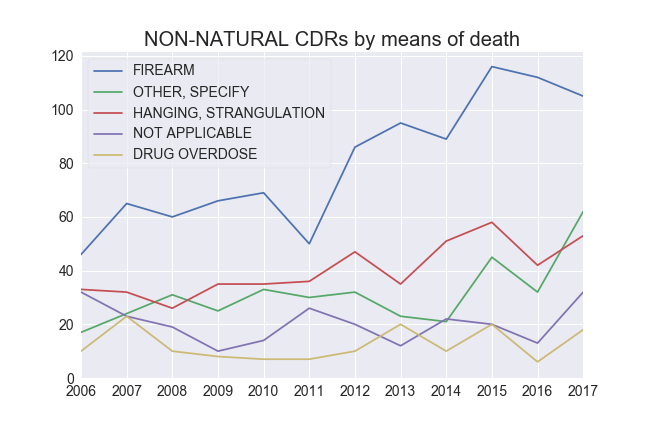 NON-NATURAL CDRs by means of death
120
100
80
60
40
20
0
FIREARM
OTHER, SPECIFY
HANGING, STRANGULATION
NOT APPLICABLE
DRUG OVERDOSE
2006 2007 2008 2009 2010 2011 2012 2013 2014 2015 2016 2017